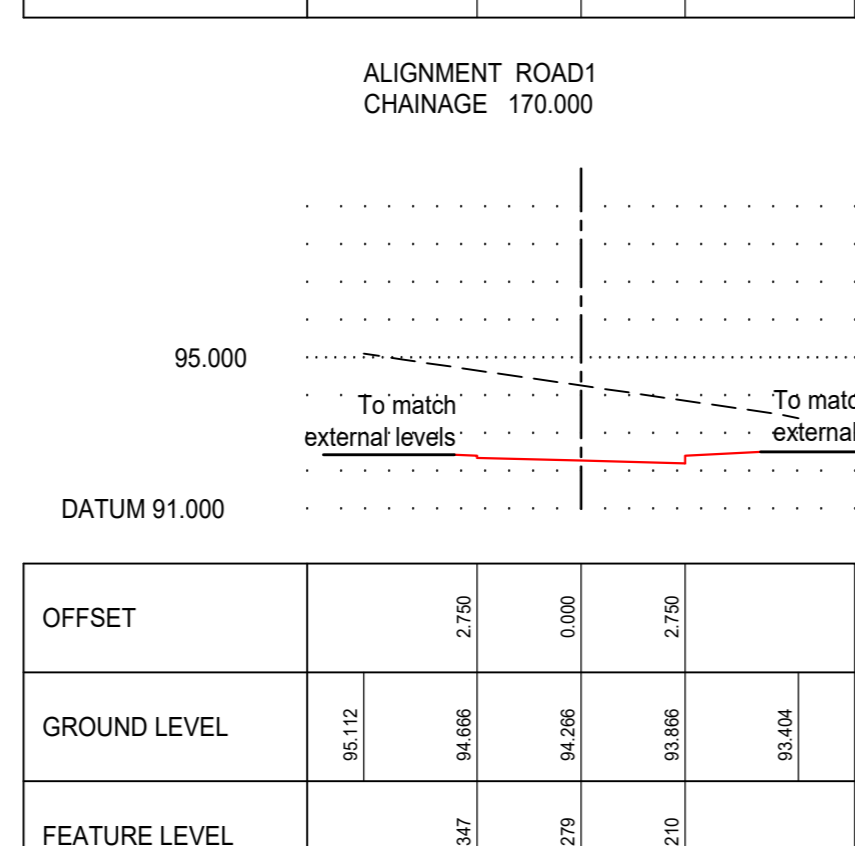 ALIGNMENT ROAD1
CHAINAGE 170.000
95.000
To match
external levels
To matc
external
DATUM 91.000
OFFSET 2.750 0.000 2.750
GROUND LEVEL 95.112 94.666 94.266 93.866 93.404
FEATURE LEVEL 347 279 210